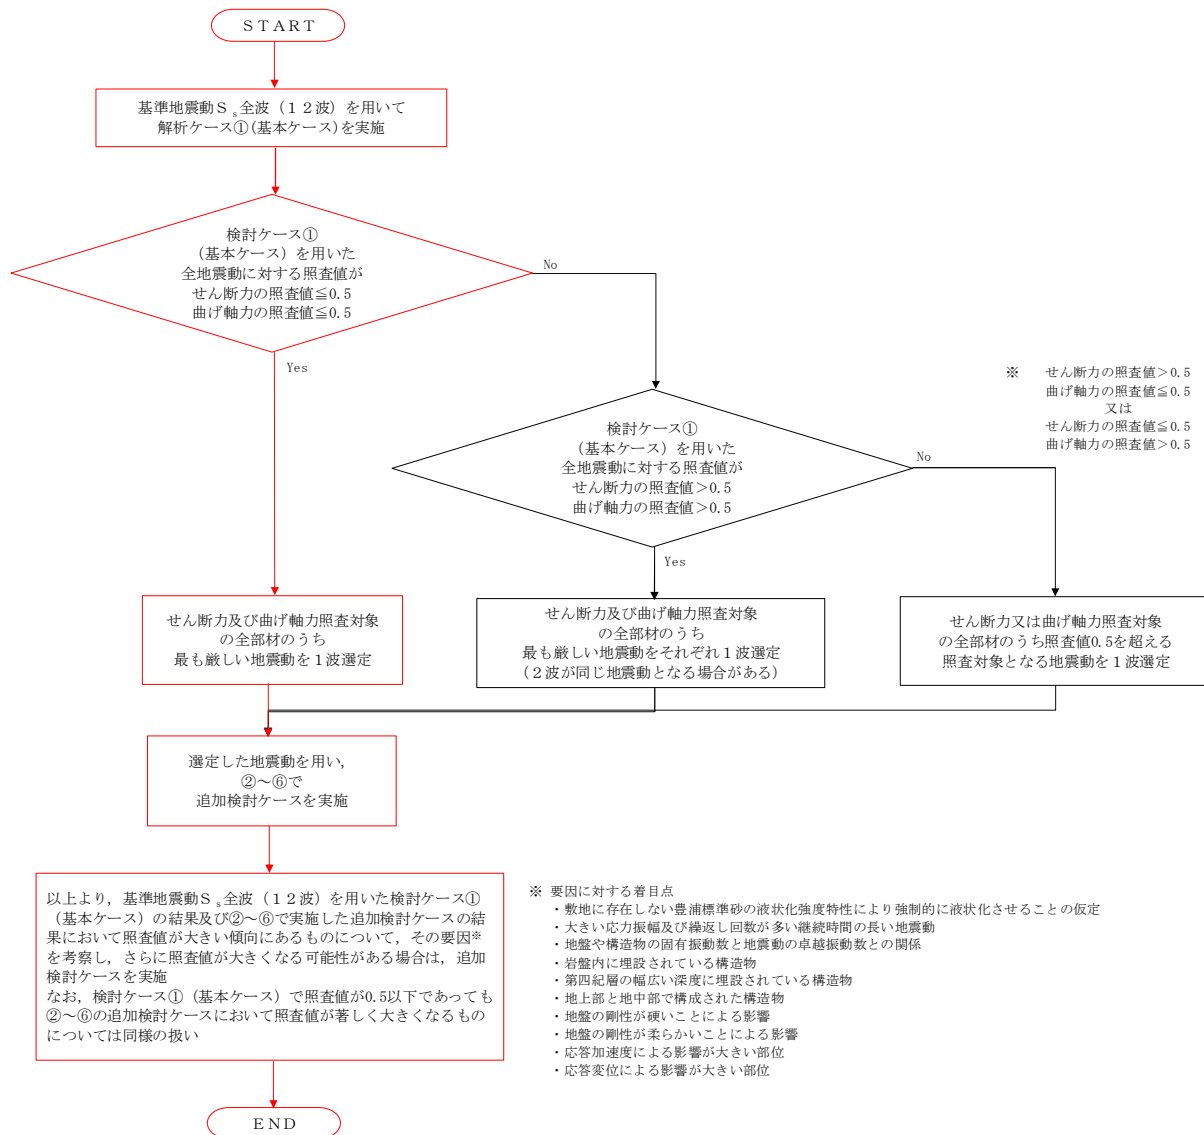 START
基準地震動Ｓs全波（１２波）を用いて
解析ケース①(基本ケース)を実施
検討ケース①
（基本ケース）を用いた
全地震動に対する照査値が
せん断力の照査値≦0.5
曲げ軸力の照査値≦0.5
No
Yes
※ せん断力の照査値＞0.5
曲げ軸力の照査値≦0.5
又は
せん断力の照査値≦0.5
曲げ軸力の照査値＞0.5
検討ケース①
（基本ケース）を用いた
全地震動に対する照査値が
せん断力の照査値＞0.5
曲げ軸力の照査値＞0.5
No
Yes
せん断力及び曲げ軸力照査対象
の全部材のうち
最も厳しい地震動を１波選定
せん断力及び曲げ軸力照査対象
の全部材のうち
最も厳しい地震動をそれぞれ１波選定
（２波が同じ地震動となる場合がある）
せん断力又は曲げ軸力照査対象
の全部材のうち照査値0.5を超える
照査対象となる地震動を１波選定
選定した地震動を用い，
②～⑥で
追加検討ケースを実施
以上より，基準地震動Ｓs全波（１２波）を用いた検討ケース①
（基本ケース）の結果及び②～⑥で実施した追加検討ケースの結
果において照査値が大きい傾向にあるものについて，その要因※
を考察し，さらに照査値が大きくなる可能性がある場合は，追加
検討ケースを実施
なお，検討ケース①（基本ケース）で照査値が0.5以下であっても
②～⑥の追加検討ケースにおいて照査値が著しく大きくなるもの
については同様の扱い
※ 要因に対する着目点
・敷地に存在しない豊浦標準砂の液状化強度特性により強制的に液状化させることの仮定
・大きい応力振幅及び繰返し回数が多い継続時間の長い地震動
・地盤や構造物の固有振動数と地震動の卓越振動数との関係
・岩盤内に埋設されている構造物
・第四紀層の幅広い深度に埋設されている構造物
・地上部と地中部で構成された構造物
・地盤の剛性が硬いことによる影響
・地盤の剛性が柔らかいことによる影響
・応答加速度による影響が大きい部位
・応答変位による影響が大きい部位
END